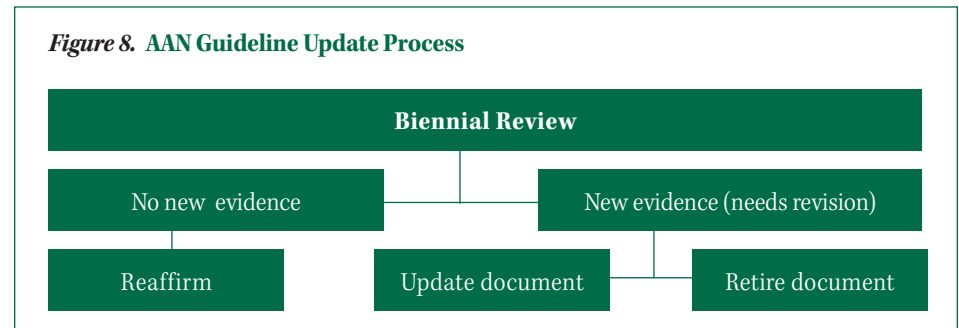 Figure 8. AAN Guideline Update Process
Biennial Review
No new evidence
New evidence (needs revision)
Reaffirm
Update document
Retire document